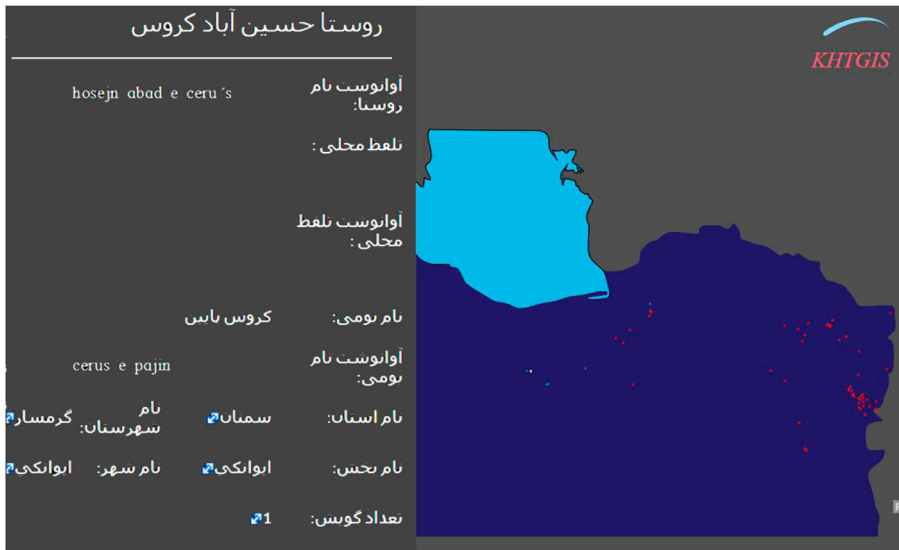 روستا حسین آباد کروس
KHTGIS
آوانوشت نام روستا: hosejn abad e ceru´s
تلفظ محلی :
آوانوشت تلفظ محلی :
نام بومی: کروس پایین
آوانوشت نام بومی: cerus e pajin
نام استان: سمنان نام شهرستان: گرمسار
نام بخش: ایوانکی نام شهر: ایوانکی
تعداد گویش: 1